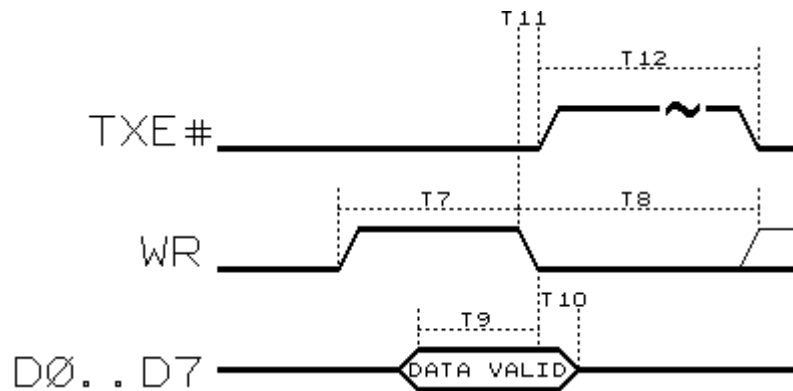 T11
T12
TXE#
T7 T8
WR
T10
T9
DØ..D7 DATA VALID